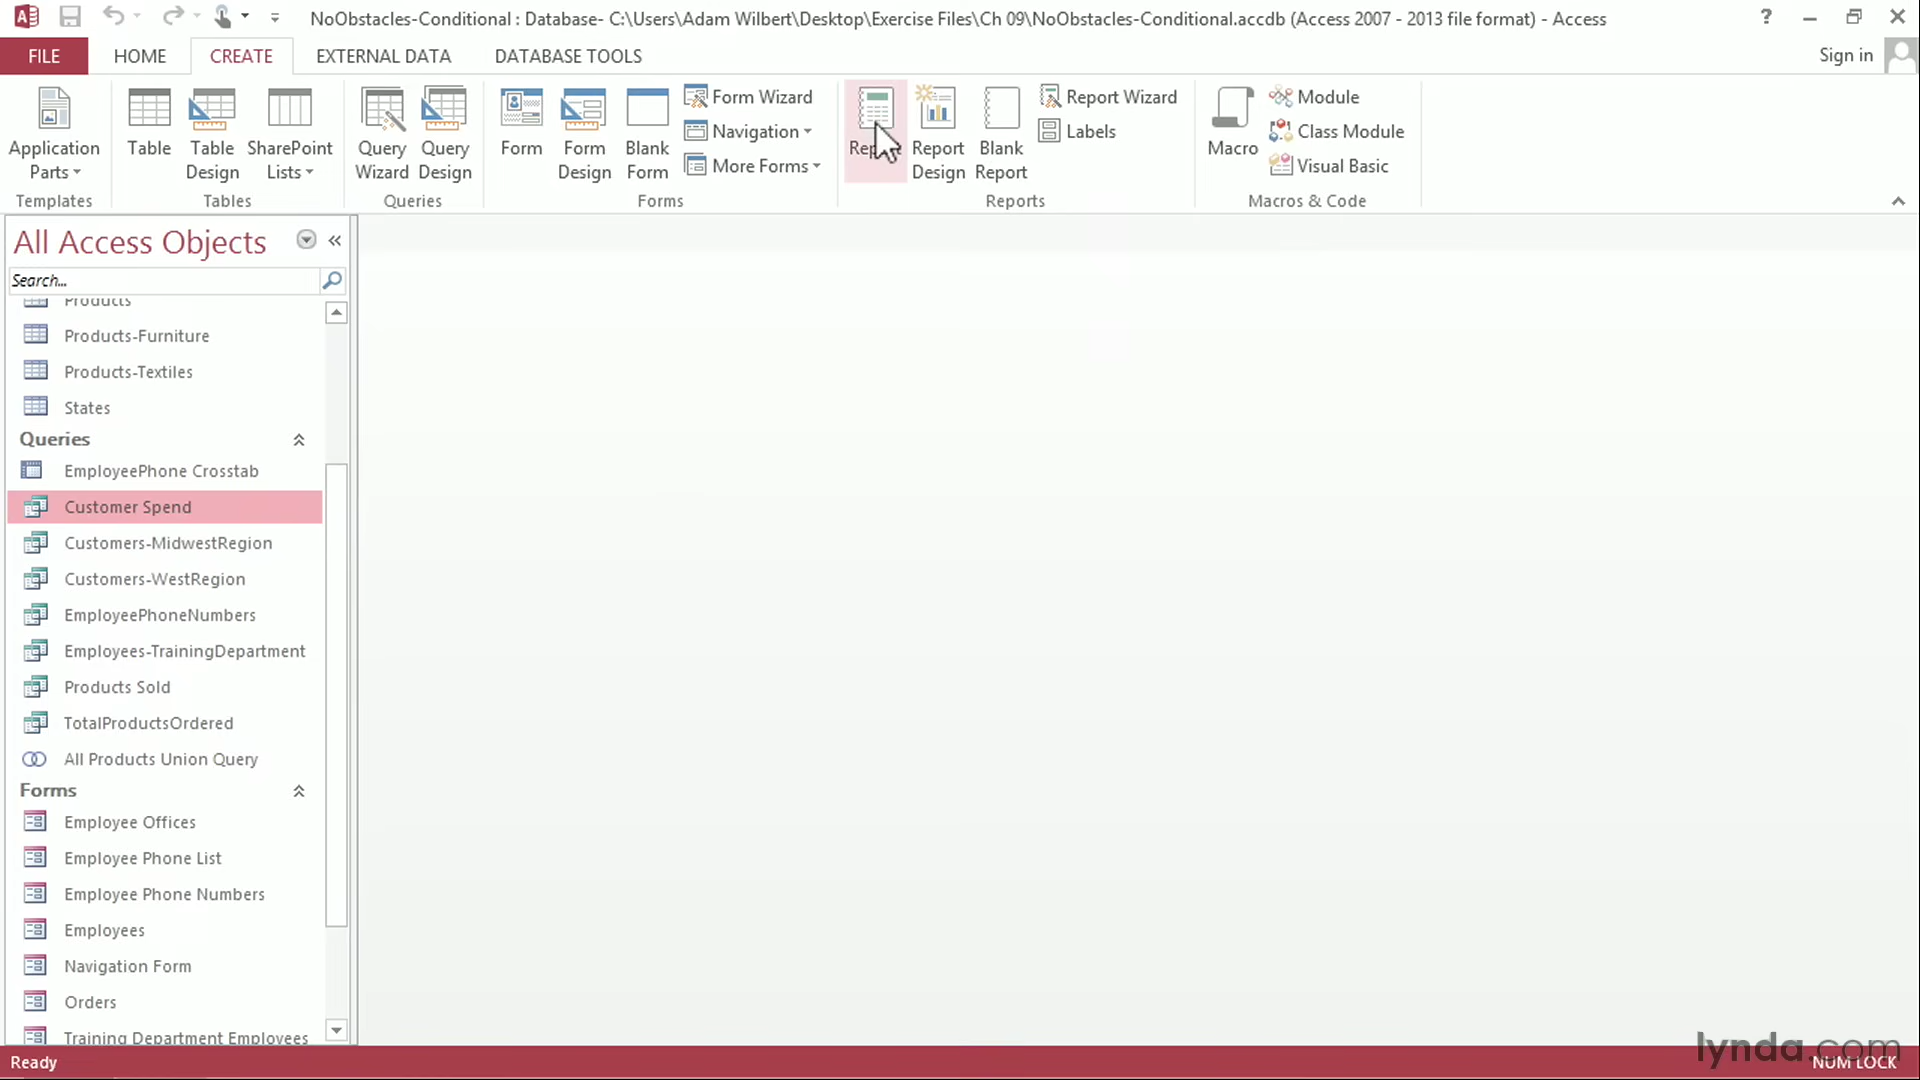 NoObstacles-Conditional : Database- C:\Users\Adam Wilbert\Desktop\Exercise Files\Ch 09\NoObstacles-Conditional.accdb (Access 2007 - 2013 file format) - Access
FILE HOME CREATE EXTERNAL DATA DATABASE TOOLS Sign in
Application Parts
Table
Table Design
SharePoint Lists
Query Wizard
Query Design
Form
Form Design
Blank Form
Form Wizard
Navigation
More Forms
Report Design
Blank Report
Report Wizard
Labels
Macro
Module
Class Module
Visual Basic
Templates Tables Queries Forms Reports Macros & Code
All Access Objects
Search...
Products
Products-Furniture
Products-Textiles
States
Queries
EmployeePhone Crosstab
Customer Spend
Customers-MidwestRegion
Customers-WestRegion
EmployeePhoneNumbers
Employees-TrainingDepartment
Products Sold
TotalProductsOrdered
All Products Union Query
Forms
Employee Offices
Employee Phone List
Employee Phone Numbers
Employees
Navigation Form
Orders
Training Department Employees
Ready
NUM LOCK
lynda.com